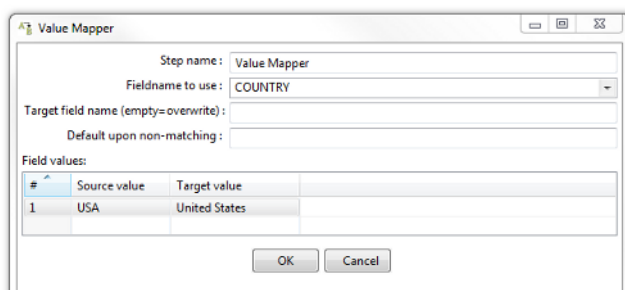 Value Mapper
Step name: Value Mapper
Fieldname to use: COUNTRY
Target field name (empty=overwrite):
Default upon non-matching:
Field values:
# Source value Target value
1 USA United States
OK Cancel